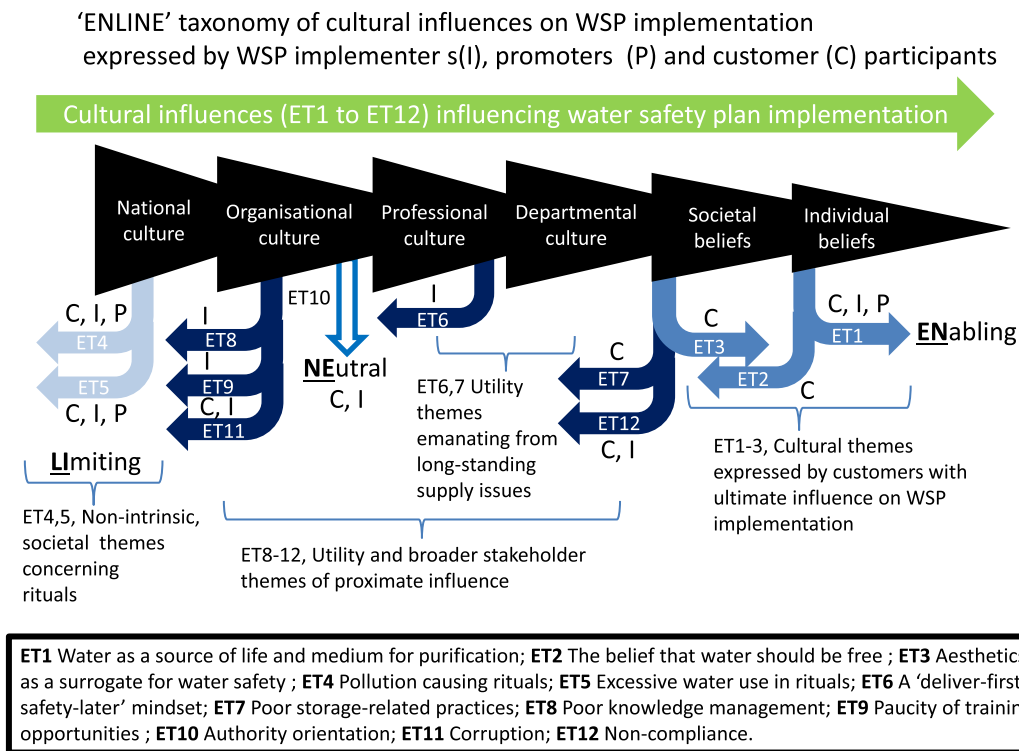 ‘ENLINE’ taxonomy of cultural influences on WSP implementation
expressed by WSP implementer s(I), promoters (P) and customer (C) participants
Cultural influences (ET1 to ET12) influencing water safety plan implementation
National
culture
Organisational
culture
Professional
culture
Departmental
culture
Societal
beliefs
Individual
beliefs
C, I, P
ET4
ET5
C, I, P
LImiting
ET4,5, Non-intrinsic,
societal themes
concerning
rituals
I
ET8
I
ET9
C, I
ET11
ET10
NEutral
C, I
I
ET6
ET6,7 Utility
themes
emanating from
long-standing
supply issues
ET8-12, Utility and broader stakeholder
themes of proximate influence
C
ET7
ET12
C, I
C
ET3
ET2
C
C, I, P
ET1
ENabling
ET1-3, Cultural themes
expressed by customers with
ultimate influence on WSP
implementation
ET1 Water as a source of life and medium for purification; ET2 The belief that water should be free ; ET3 Aesthetics
as a surrogate for water safety ; ET4 Pollution causing rituals; ET5 Excessive water use in rituals; ET6 A ‘deliver-first
safety-later’ mindset; ET7 Poor storage-related practices; ET8 Poor knowledge management; ET9 Paucity of trainin
opportunities ; ET10 Authority orientation; ET11 Corruption; ET12 Non-compliance.